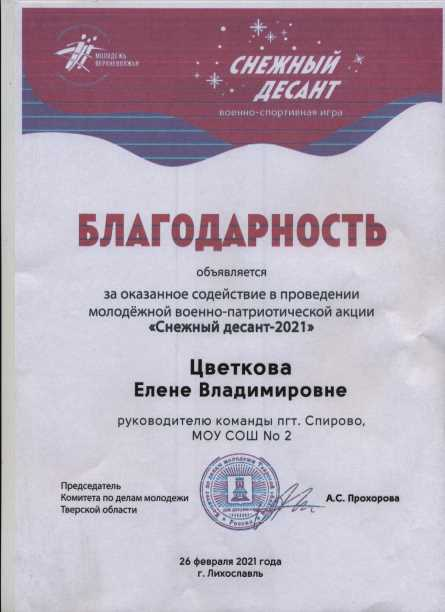 МОЛОДЕЖЬ
ВЕРХНЕВОЛЖЬЯ
СНЕЖНЫЙ
ДЕСАНТ
военно-спортивная игра
БЛАГОДАРНОСТЬ
объявляется
за оказанное содействие в проведении
молодёжной военно-патриотической акции
«Снежный десант-2021»
Цветкова
Елене Владимировне
руководителю команды пгт. Спирово,
МОУ СОШ No 2
Председатель
Комитета по делам молодежи
Тверской области
А.С. Прохорова
26 февраля 2021 года
г. Лихославль